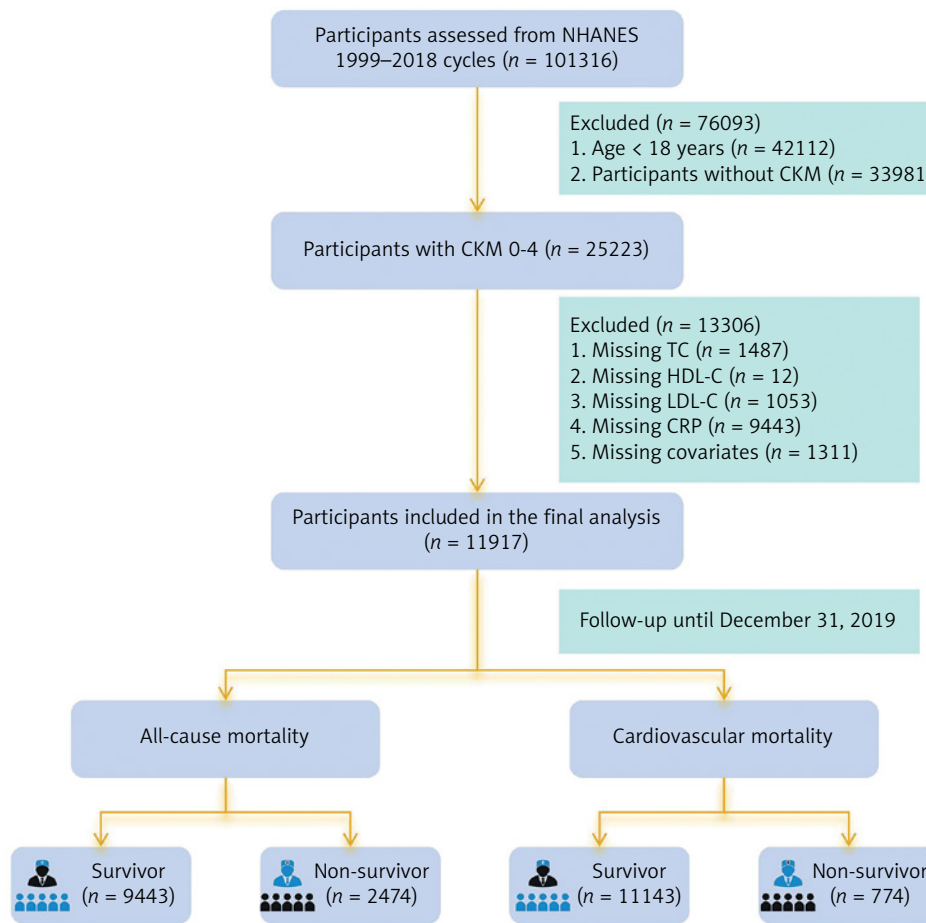 Participants assessed from NHANES
1999–2018 cycles (n = 101316)
Excluded (n = 76093)
1. Age < 18 years (n = 42112)
2. Participants without CKM (n = 33981)
Participants with CKM 0-4 (n = 25223)
Excluded (n = 13306)
1. Missing TC (n = 1487)
2. Missing HDL-C (n = 12)
3. Missing LDL-C (n = 1053)
4. Missing CRP (n = 9443)
5. Missing covariates (n = 1311)
Participants included in the final analysis
(n = 11917)
Follow-up until December 31, 2019
All-cause mortality
Cardiovascular mortality
Survivor
(n = 9443)
Non-survivor
(n = 2474)
Survivor
(n = 11143)
Non-survivor
(n = 774)